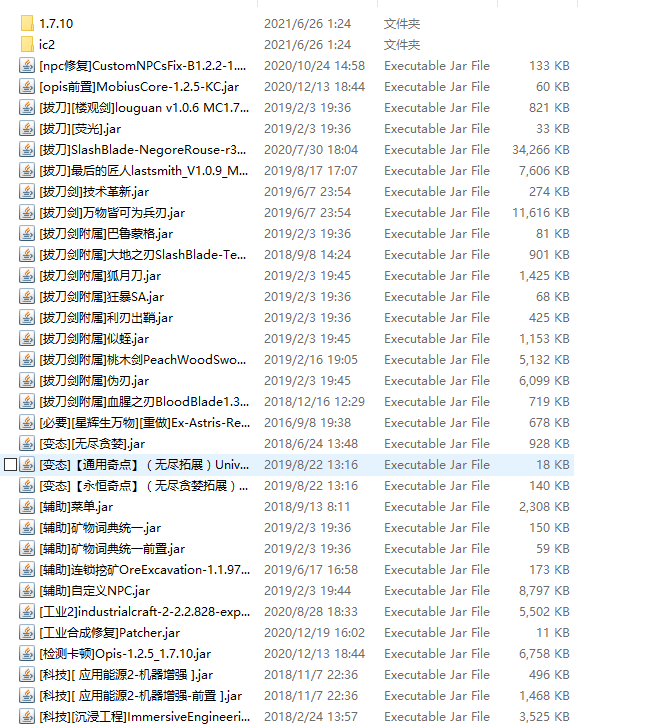 1.7.10 2021/6/26 1:24 文件夹
ic2 2021/6/26 1:24 文件夹
[npc修复]CustomNPCsFix-B1.2.2-1.... 2020/10/24 14:58 Executable Jar File 133 KB
[opis前置]MobiusCore-1.2.5-KC.jar 2020/12/13 18:44 Executable Jar File 60 KB
[拔刀][楼观剑]louguan v1.0.6 MC1.7... 2019/2/3 19:36 Executable Jar File 821 KB
[拔刀][荧光].jar 2019/2/3 19:36 Executable Jar File 33 KB
[拔刀]SlashBlade-NegoreRouse-r3... 2020/7/30 18:04 Executable Jar File 34,266 KB
[拔刀]最后的匠人lastsmith_V1.0.9_M... 2019/8/17 17:07 Executable Jar File 7,606 KB
[拔刀剑]技术革新.jar 2019/6/7 23:54 Executable Jar File 274 KB
[拔刀剑]万物皆可为兵刃.jar 2019/6/7 23:54 Executable Jar File 11,616 KB
[拔刀剑附属]巴鲁蒙格.jar 2019/2/3 19:36 Executable Jar File 81 KB
[拔刀剑附属]大地之刃SlashBlade-Te... 2018/9/8 14:24 Executable Jar File 901 KB
[拔刀剑附属]狐月刀.jar 2019/2/3 19:45 Executable Jar File 1,425 KB
[拔刀剑附属]狂暴SA.jar 2019/2/3 19:36 Executable Jar File 68 KB
[拔刀剑附属]利刃出鞘.jar 2019/2/3 19:36 Executable Jar File 425 KB
[拔刀剑附属]似蛭.jar 2019/2/3 19:45 Executable Jar File 1,153 KB
[拔刀剑附属]桃木剑PeachWoodSwo... 2019/2/16 19:05 Executable Jar File 5,132 KB
[拔刀剑附属]伪刃.jar 2019/2/3 19:45 Executable Jar File 6,099 KB
[拔刀剑附属]血腥之刃BloodBlade1.3... 2018/12/16 12:29 Executable Jar File 719 KB
[必要][星辉生万物][重做]Ex-Astris-Re... 2016/9/8 19:38 Executable Jar File 678 KB
[变态][无尽贪婪].jar 2018/6/24 13:48 Executable Jar File 928 KB
[变态]【通用奇点】（无尽拓展）Univ... 2019/8/22 13:16 Executable Jar File 18 KB
[变态]【永恒奇点】（无尽贪婪拓展）... 2019/8/22 13:16 Executable Jar File 140 KB
[辅助]菜单.jar 2018/9/13 8:11 Executable Jar File 2,308 KB
[辅助]矿物词典统一.jar 2019/2/3 19:36 Executable Jar File 150 KB
[辅助]矿物词典统一前置.jar 2019/2/3 19:36 Executable Jar File 59 KB
[辅助]连锁挖矿OreExcavation-1.1.97... 2019/6/17 16:58 Executable Jar File 173 KB
[辅助]自定义NPC.jar 2019/2/3 19:44 Executable Jar File 8,797 KB
[工业2]industrialcraft-2-2.2.828-exp... 2020/8/28 18:33 Executable Jar File 5,502 KB
[工业合成修复]Patcher.jar 2020/12/19 16:02 Executable Jar File 11 KB
[检测卡顿]Opis-1.2.5_1.7.10.jar 2020/12/13 18:44 Executable Jar File 6,758 KB
[科技][ 应用能源2-机器增强 ].jar 2018/11/7 22:36 Executable Jar File 496 KB
[科技][ 应用能源2-机器增强-前置 ].jar 2018/11/7 22:36 Executable Jar File 1,468 KB
[科技][沉浸工程]ImmersiveEngineeri... 2018/2/24 13:57 Executable Jar File 3,525 KB